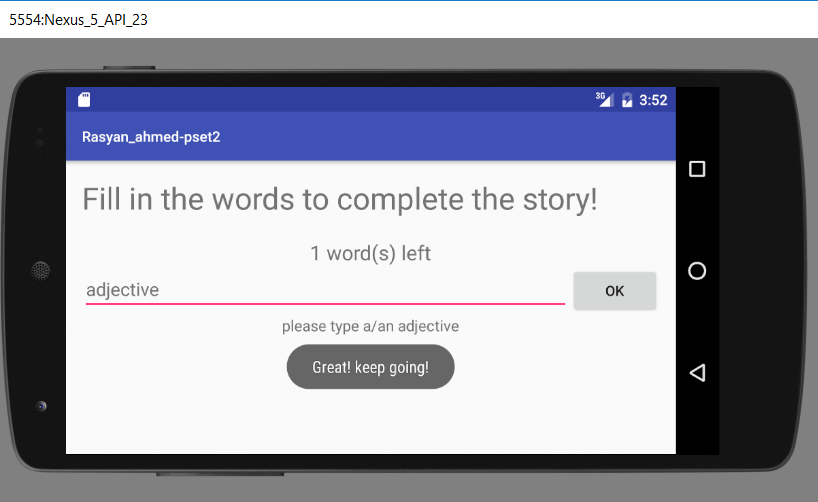 5554:Nexus_5_API_23
3G 3:52
Rasyan_ahmed-pset2
Fill in the words to complete the story!
1 word(s) left
adjective OK
please type a/an adjective
Great! keep going!